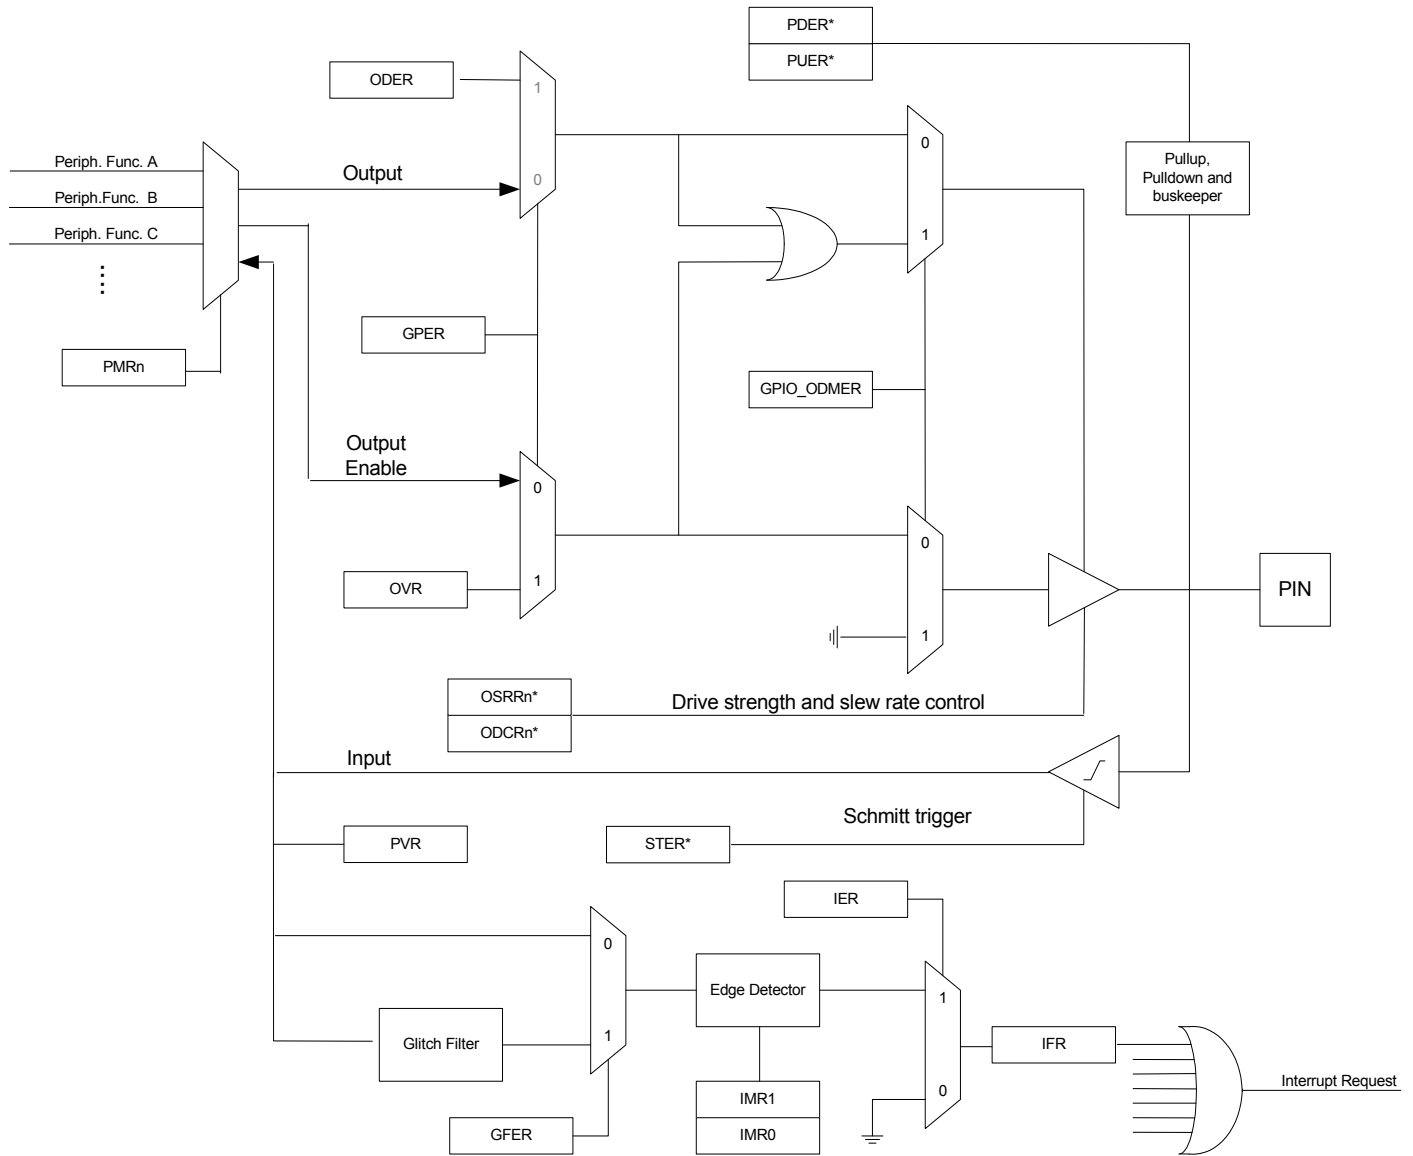 PDER*
PUER*
ODER
1
0
Periph. Func. A
Periph.Func. B
Periph. Func. C
Output
0
1
Pullup,
Pulldown and
buskeeper
GPER
PMRn
GPIO_ODMER
Output
Enable
0
1
OVR
0
1
PIN
OSRRn*
ODCRn*
Drive strength and slew rate control
Input
Schmitt trigger
PVR
STER*
IER
0
1
Edge Detector
1
0
Glitch Filter
IFR
Interrupt Request
IMR1
IMR0
GFER